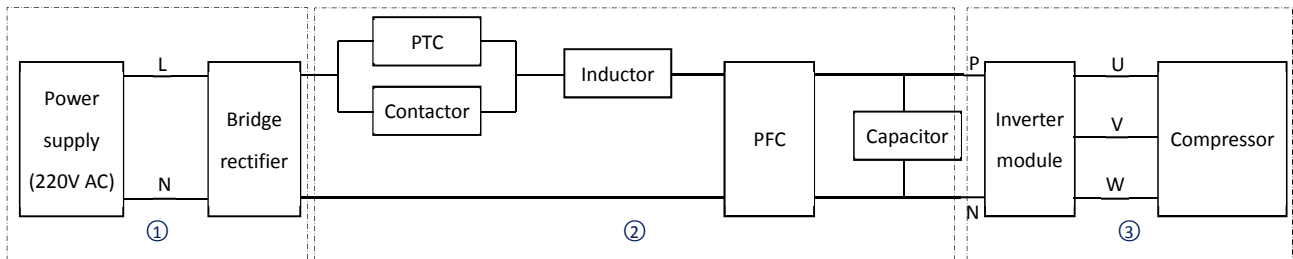 Power
supply
(220V AC)
L
N
①
Bridge
rectifier
PTC
Contactor
Inductor
②
PFC
Capacitor
P
N
Inverter
module
U
V
W
③
Compressor